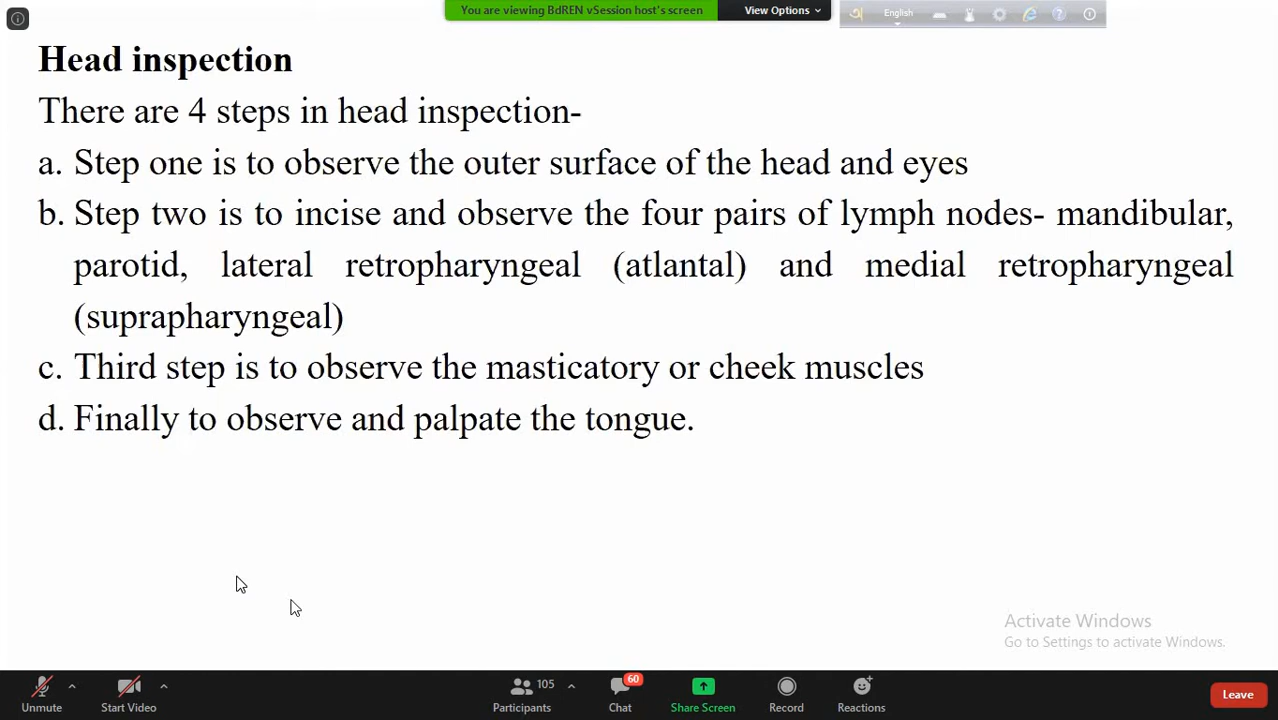 You are viewing BdREN vSession host's screen
View Options
English
Head inspection
There are 4 steps in head inspection-
a. Step one is to observe the outer surface of the head and eyes
b. Step two is to incise and observe the four pairs of lymph nodes- mandibular,
parotid, lateral retropharyngeal (atlantal) and medial retropharyngeal
(suprapharyngeal)
c. Third step is to observe the masticatory or cheek muscles
d. Finally to observe and palpate the tongue.
Activate Windows
Go to Settings to activate Windows.
Unmute
Start Video
105
Participants
60
Chat
Share Screen
Record
Reactions
Leave